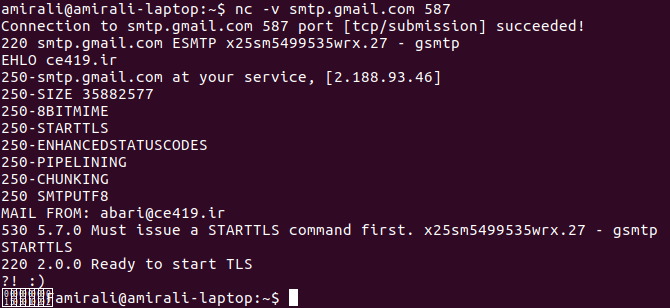 amirali@amirali-laptop:~$ nc -v smtp.gmail.com 587
Connection to smtp.gmail.com 587 port [tcp/submission] succeeded!
220 smtp.gmail.com ESMTP x25sm5499535wrx.27 - gsmtp
EHLO ce419.ir
250-smtp.gmail.com at your service, [2.188.93.46]
250-SIZE 35882577
250-8BITMIME
250-STARTTLS
250-ENHANCEDSTATUSCODES
250-PIPELINING
250-CHUNKING
250 SMTPUTF8
MAIL FROM: abari@ce419.ir
530 5.7.0 Must issue a STARTTLS command first. x25sm5499535wrx.27 - gsmtp
STARTTLS
220 2.0.0 Ready to start TLS
?! :)
amirali@amirali-laptop:~$